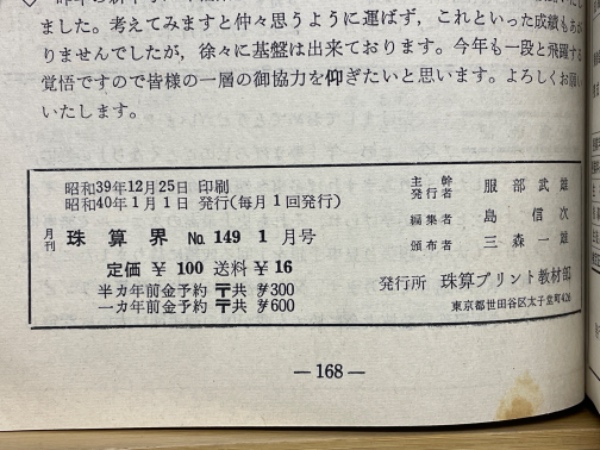 ました。考えてみますと仲々思うように運ばず，これといった成績もあが
りませんでしたが，徐々に基盤は出来ております。今年も一段と飛躍する
覚悟ですので皆様の一層の御協力を仰ぎたいと思います。よろしくお願い
いたします。
昭和39年12月25日 印刷
昭和40年1月1日 発行(毎月1回発行)
月刊 珠算界 No.149 1月号
定価 ¥ 100 送料 ¥ 16
半カ年前金予約 〒共 ¥300
一カ年前金予約 〒共 ¥600
主幹
発行者 服部武雄
編集者 島信次
頒布者 三森一雄
発行所 珠算プリント教材部
東京都世田谷区太子堂町426
—168—